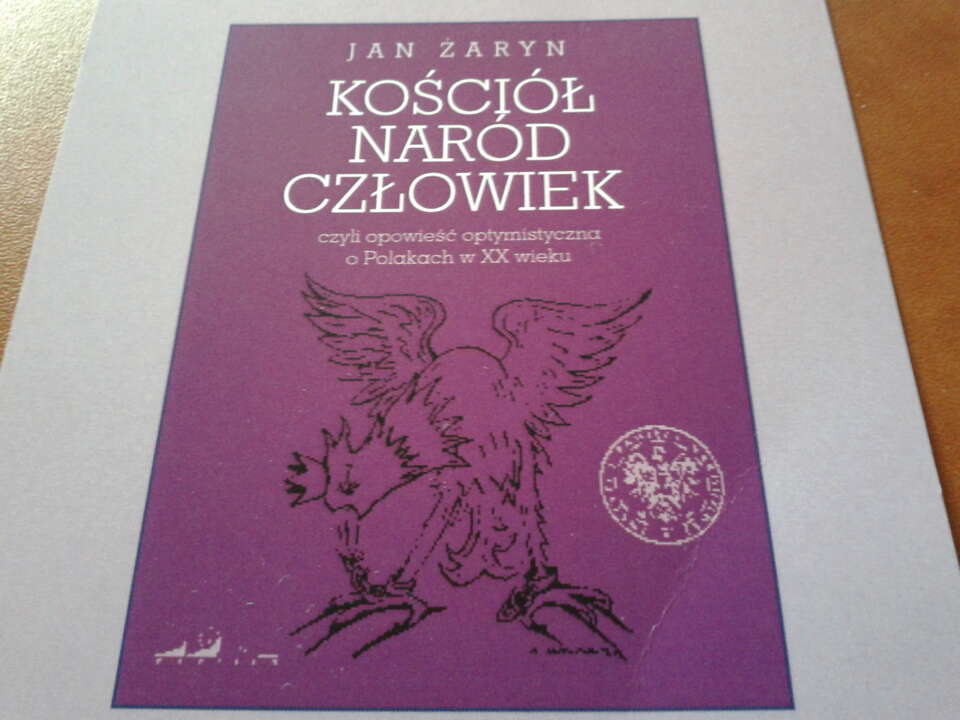 JAN ŻARYN
KOŚCIÓŁ
NARÓD
CZŁOWIEK
czyli opowieść optymistyczna
o Polakach w XX wieku